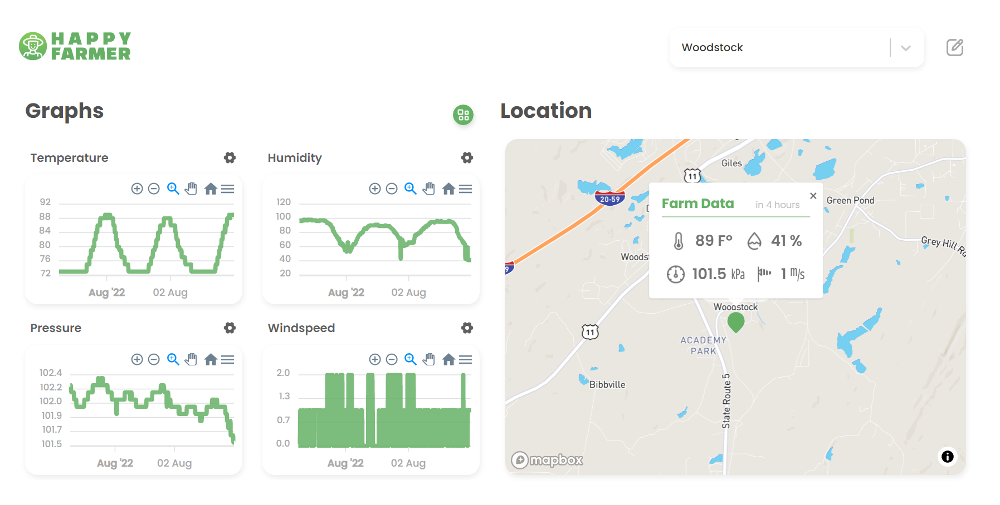 HAPPY
FARMER
Woodstock
Graphs
Location
Temperature
92
88
84
80
76
72
Aug '22
02 Aug
Humidity
120
100
80
60
40
20
Aug '22
02 Aug
Pressure
102.4
102.2
102.0
101.9
101.7
101.5
Aug '22
02 Aug
Windspeed
2.0
1.3
0.7
0.0
Aug '22
02 Aug
Giles
11
20-59
Green Pond
Grey Hill Ro
Farm Data
in 4 hours
×
89 F°
41 %
101.5 kPa
1 m/s
Woodst
9
Woodstock
11
ACADEMY
PARK
Bibbville
State Route 5
mapbox